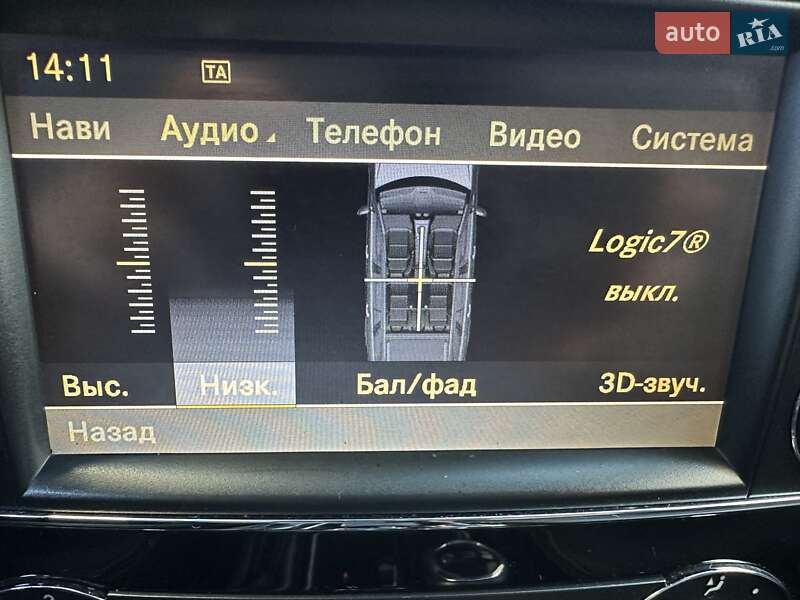 auto RIA.com
14:11 TA
Нави Аудио Телефон Видео Система
Logic7®
выкл.
Выс. Низк. Бал/фад 3D-звуч.
Назад